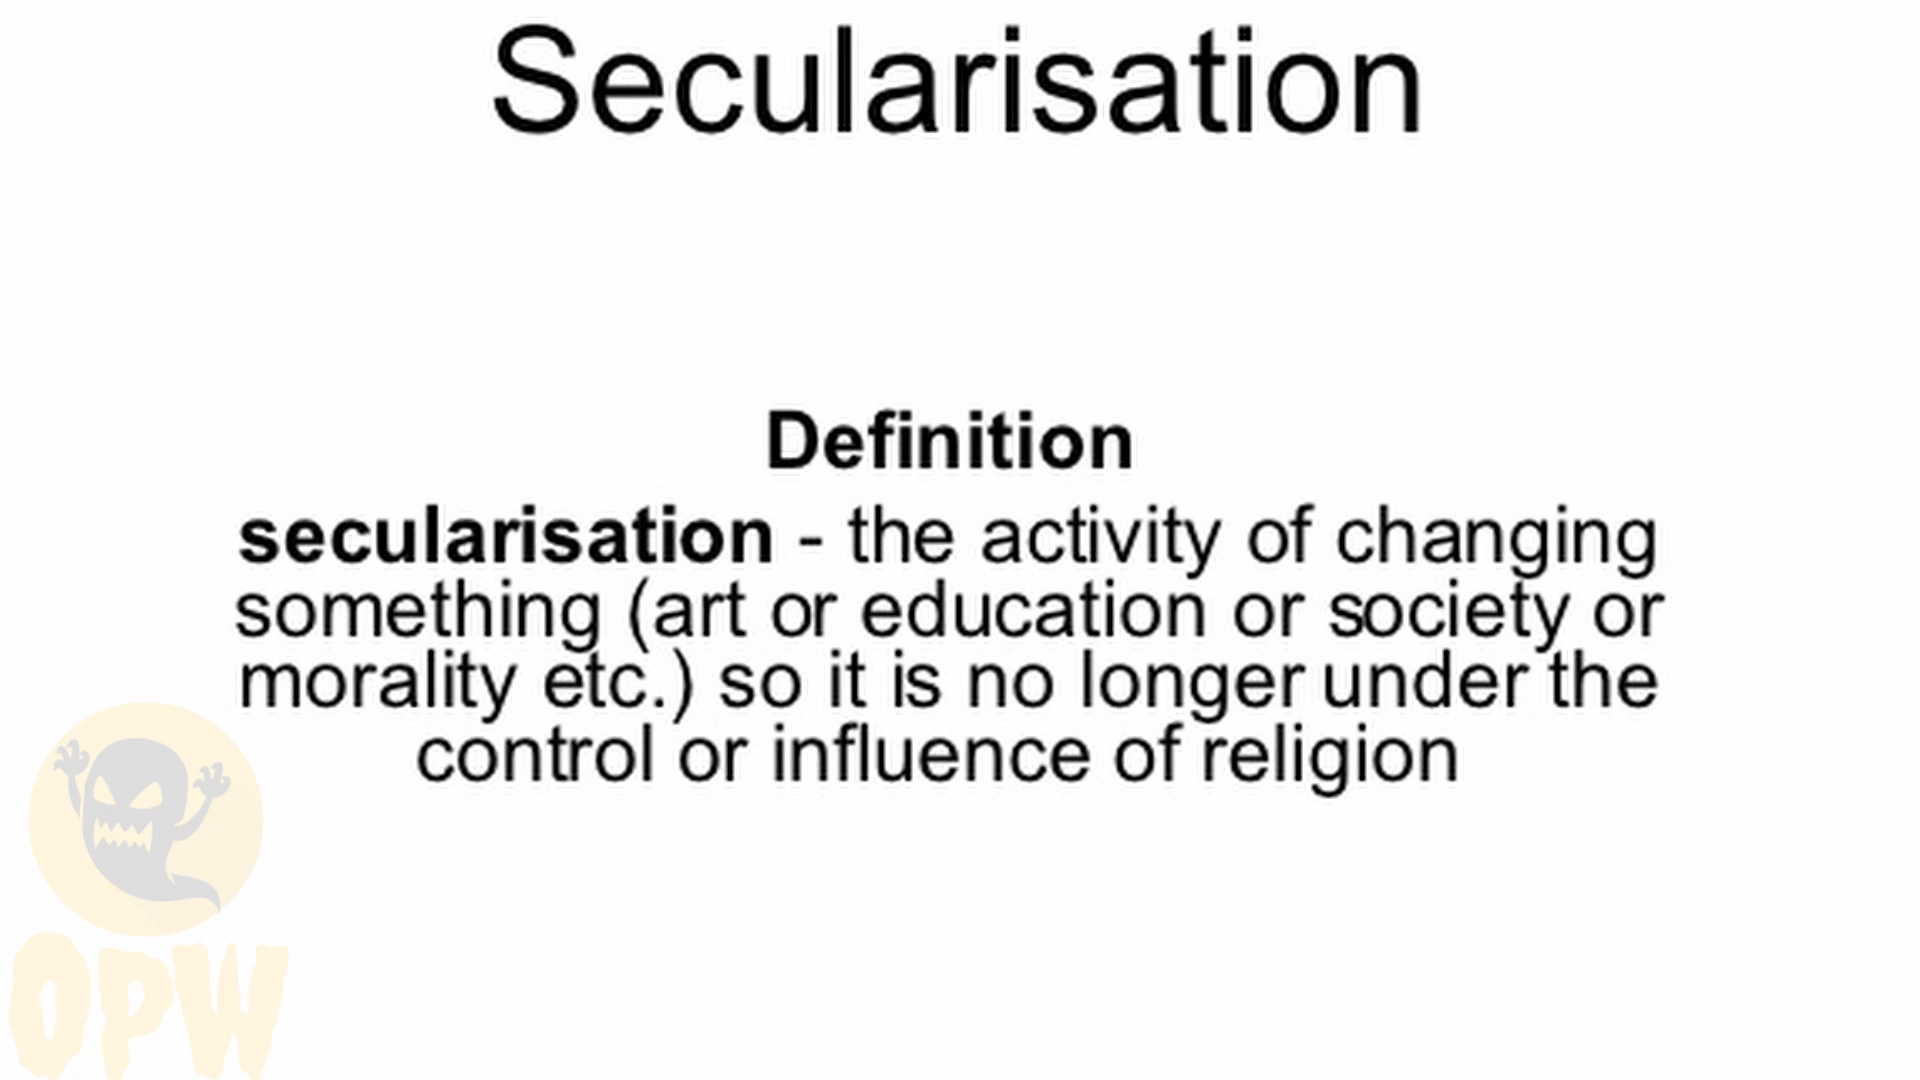 Secularisation
Definition
secularisation - the activity of changing
something (art or education or society or
morality etc.) so it is no longer under the
control or influence of religion
OPW